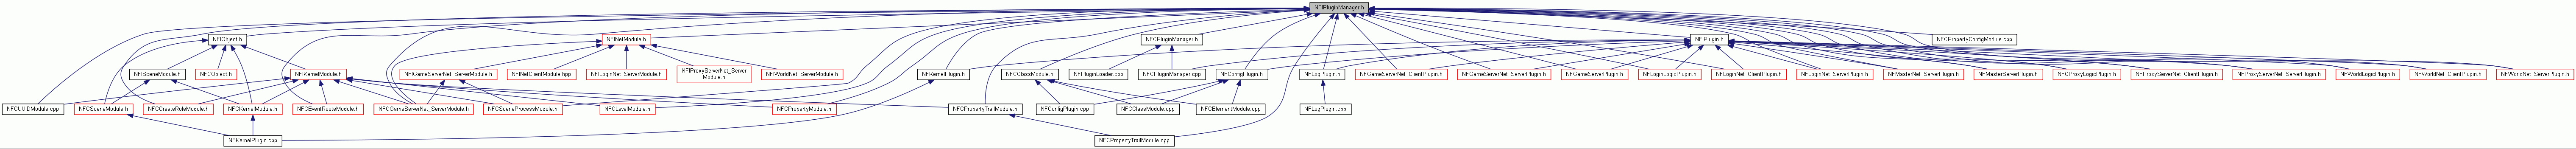 NFIPluginManager.h
NFIObject.h
NFINetModule.h
NFCPluginManager.h
NFIPlugin.h
NFCPropertyConfigModule.cpp
NFISceneModule.h
NFCObject.h
NFIKernelModule.h
NFIGameServerNet_ServerModule.h
NFINetClientModule.hpp
NFILoginNet_ServerModule.h
NFIProxyServerNet_Server
Module.h
NFIWorldNet_ServerModule.h
NFKernelPlugin.h
NFCClassModule.h
NFPluginLoader.cpp
NFCPluginManager.cpp
NFConfigPlugin.h
NFLogPlugin.h
NFGameServerNet_ClientPlugin.h
NFGameServerNet_ServerPlugin.h
NFGameServerPlugin.h
NFLoginLogicPlugin.h
NFLoginNet_ClientPlugin.h
NFLoginNet_ServerPlugin.h
NFMasterNet_ServerPlugin.h
NFMasterServerPlugin.h
NFCProxyLogicPlugin.h
NFProxyServerNet_ClientPlugin.h
NFProxyServerNet_ServerPlugin.h
NFWorldLogicPlugin.h
NFWorldNet_ClientPlugin.h
NFWorldNet_ServerPlugin.h
NFCUUIDModule.cpp
NFCSceneModule.h
NFCCreateRoleModule.h
NFCKernelModule.h
NFCEventRouteModule.h
NFCGameServerNet_ServerModule.h
NFCSceneProcessModule.h
NFCLevelModule.h
NFCPropertyModule.h
NFCPropertyTrailModule.h
NFConfigPlugin.cpp
NFCClassModule.cpp
NFCElementModule.cpp
NFLogPlugin.cpp
NFKernelPlugin.cpp
NFCPropertyTrailModule.cpp